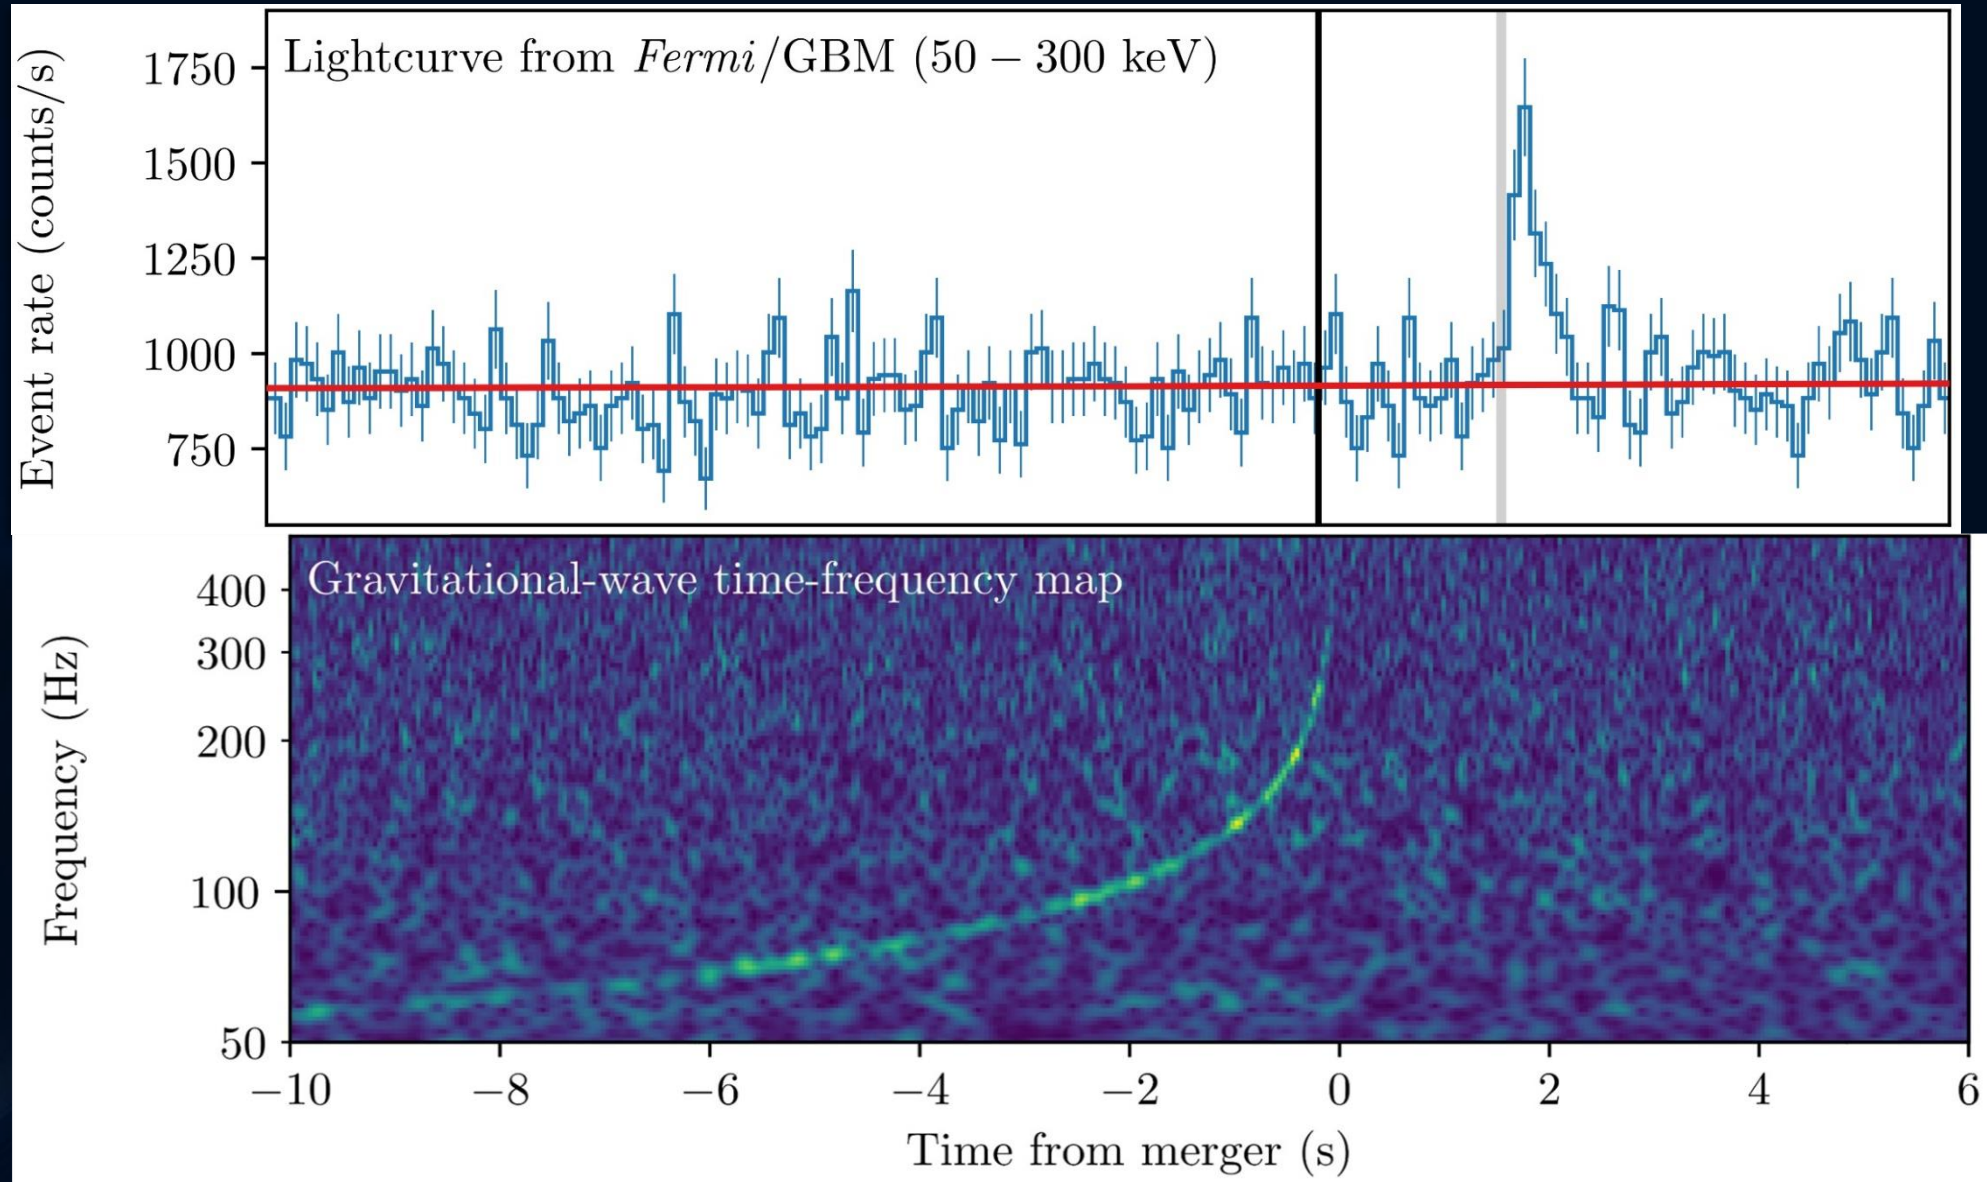 Lightcurve from Fermi/GBM (50 – 300 keV)
Event rate (counts/s)
1750
1500
1250
1000
750
Gravitational-wave time-frequency map
Frequency (Hz)
400
300
200
100
50
−10 −8 −6 −4 −2 0 2 4 6
Time from merger (s)